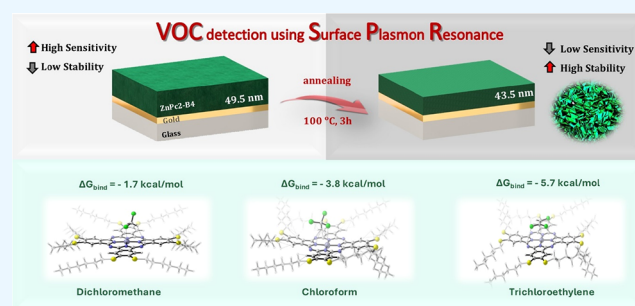 VOC detection using Surface Plasmon Resonance
High Sensitivity
Low Stability
ZnPc2-B4
49.5 nm
Gold
Glass
annealing
100 °C, 3h
43.5 nm
Low Sensitivity
High Stability
ΔGbind = - 1.7 kcal/mol
ΔGbind = - 3.8 kcal/mol
ΔGbind = - 5.7 kcal/mol
Dichloromethane
Chloroform
Trichloroethylene